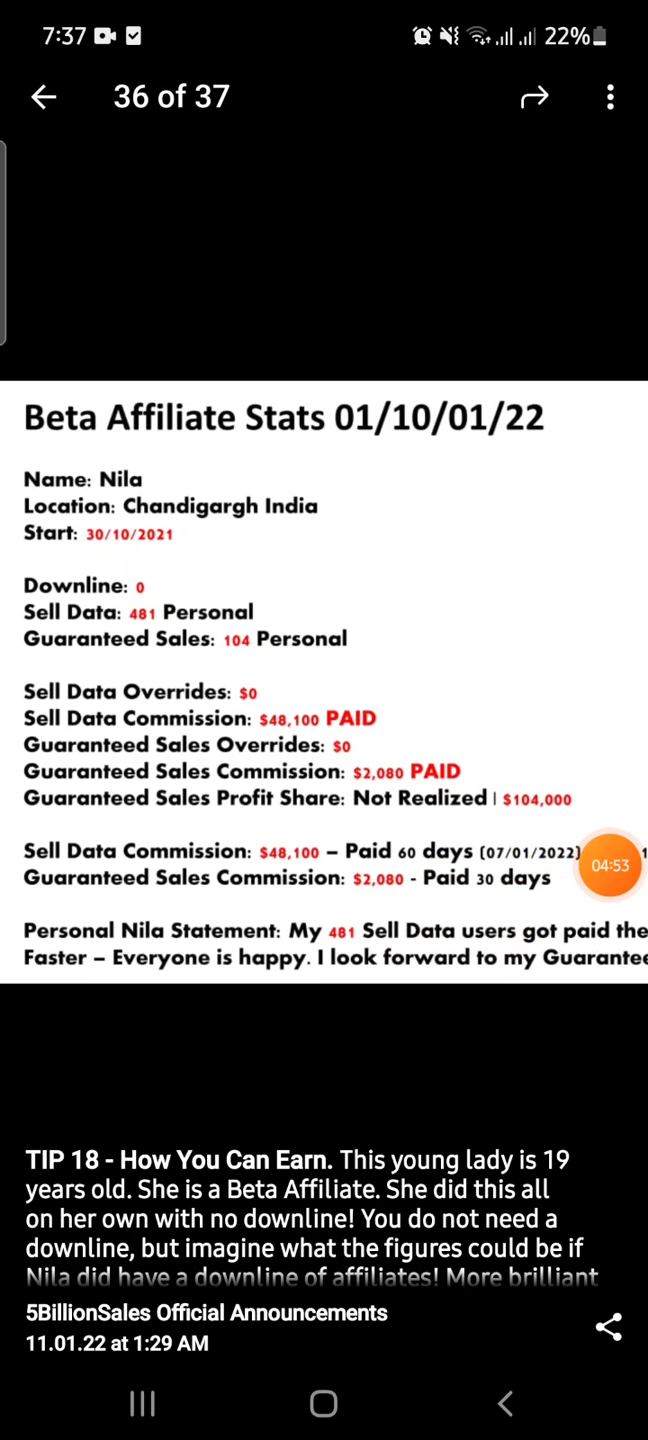 7:37
22%
36 of 37
Beta Affiliate Stats 01/10/01/22
Name: Nila
Location: Chandigargh India
Start: 30/10/2021
Downline: 0
Sell Data: 481 Personal
Guaranteed Sales: 104 Personal
Sell Data Overrides: $0
Sell Data Commission: $48,100 PAID
Guaranteed Sales Overrides: $0
Guaranteed Sales Commission: $2,080 PAID
Guaranteed Sales Profit Share: Not Realized | $104,000
Sell Data Commission: $48,100 – Paid 60 days (07/01/2022)
04:53
Guaranteed Sales Commission: $2,080 - Paid 30 days
Personal Nila Statement: My 481 Sell Data users got paid the
Faster – Everyone is happy. I look forward to my Guarantee
TIP 18 - How You Can Earn. This young lady is 19
years old. She is a Beta Affiliate. She did this all
on her own with no downline! You do not need a
downline, but imagine what the figures could be if
Nila did have a downline of affiliates! More brilliant
5BillionSales Official Announcements
11.01.22 at 1:29 AM